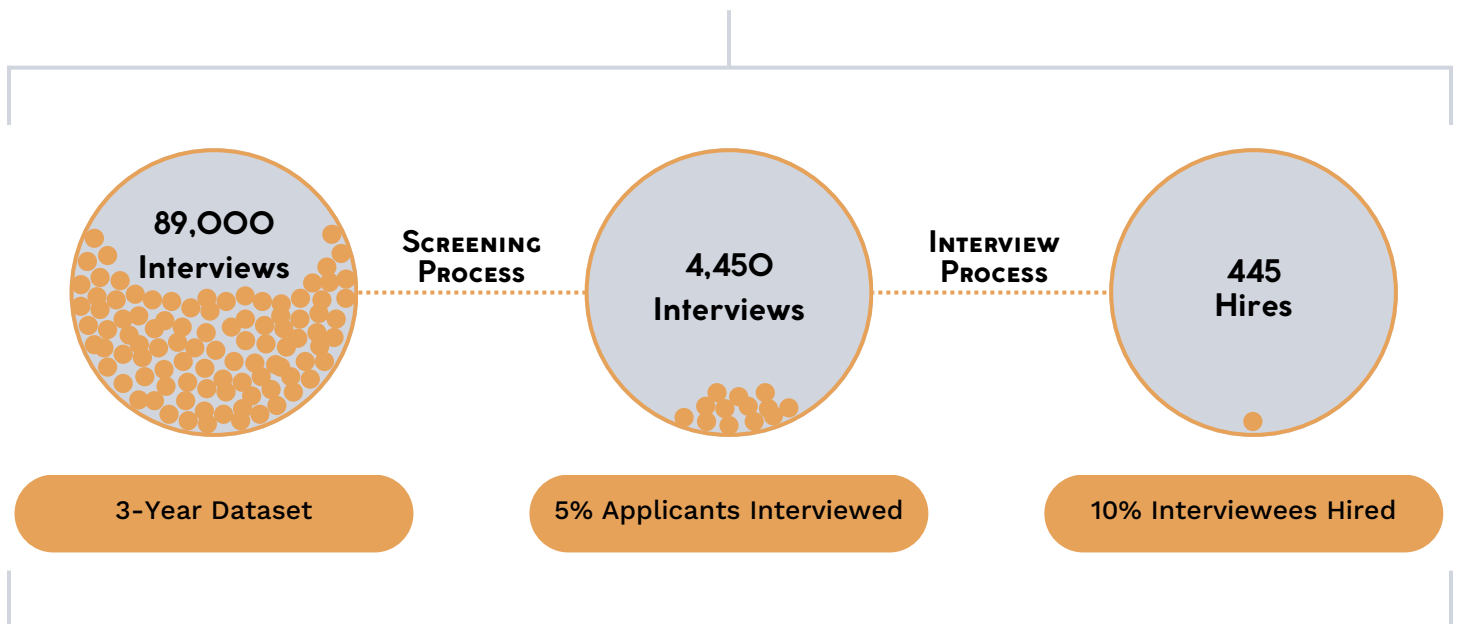 89,000
Interviews
SCREENING
PROCESS
4,450
Interviews
INTERVIEW
PROCESS
445
Hires
3-Year Dataset
5% Applicants Interviewed
10% Interviewees Hired